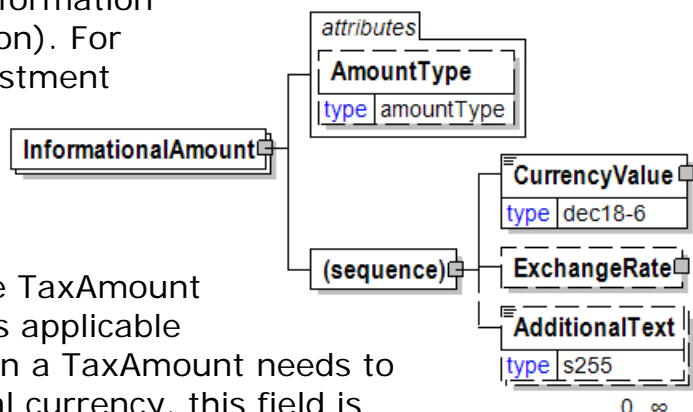 formation
on). For
stment
attributes
AmountType
type amountType
InformationalAmount
CurrencyValue
type dec18-6
(sequence)
ExchangeRate
AdditionalText
type s255
0 ∞
e TaxAmount
s applicable
n a TaxAmount needs to
l currency, this field is